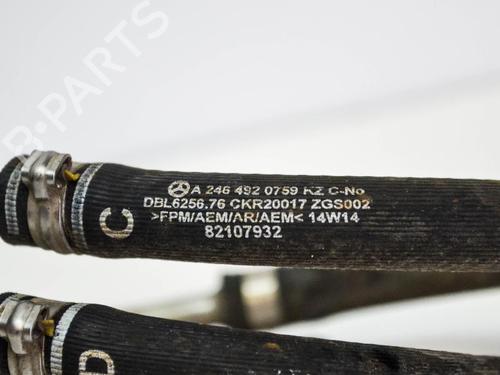 B-PARTS
A 246 492 0759 KZ C-No
DBL6256.76 CKR20017 ZGS002
>FPM/AEM/AR/AEM< 14W14
82107932
C
D